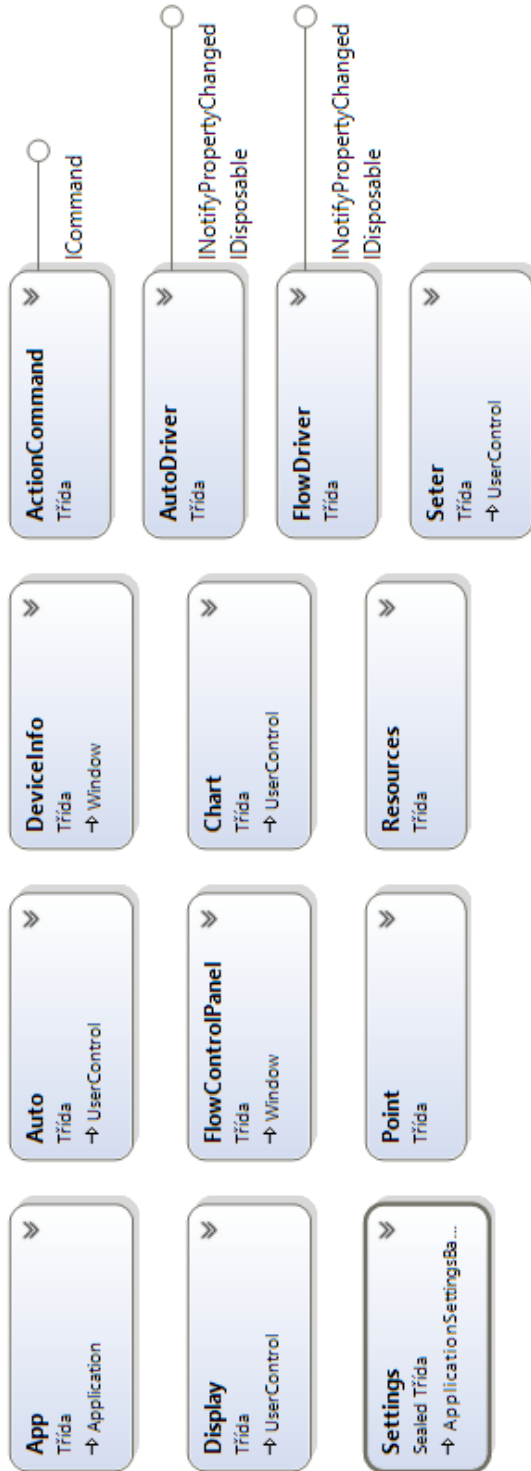 App
Třída
Application
Auto
Třída
UserControl
DeviceInfo
Třída
Window
ActionCommand
Třída
ICommand
Display
Třída
UserControl
FlowControlPanel
Třída
Window
Chart
Třída
UserControl
AutoDriver
Třída
INotifyPropertyChanged
IDisposable
Settings
Sealed Třída
ApplicationSettingsBa...
Point
Třída
Resources
Třída
FlowDriver
Třída
INotifyPropertyChanged
IDisposable
Seter
Třída
UserControl